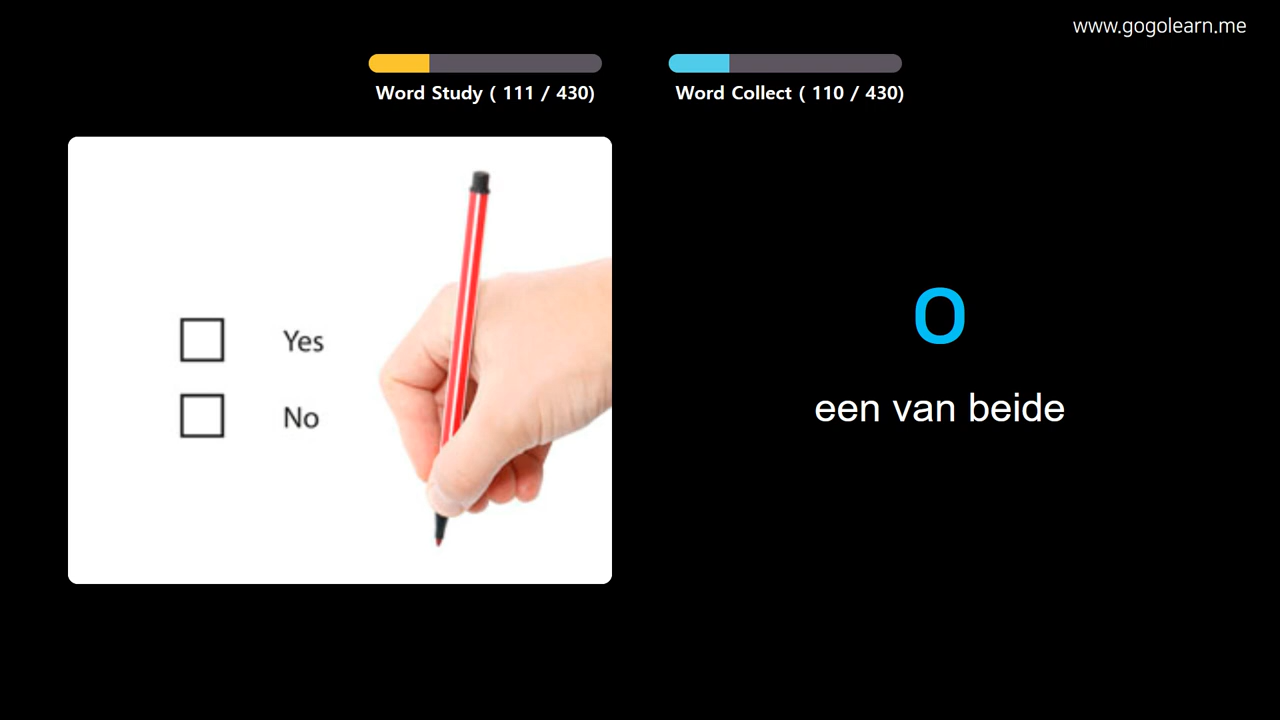 www.gogolearn.me
Word Study ( 111 / 430)
Word Collect ( 110 / 430)
Yes
No
o
een van beide